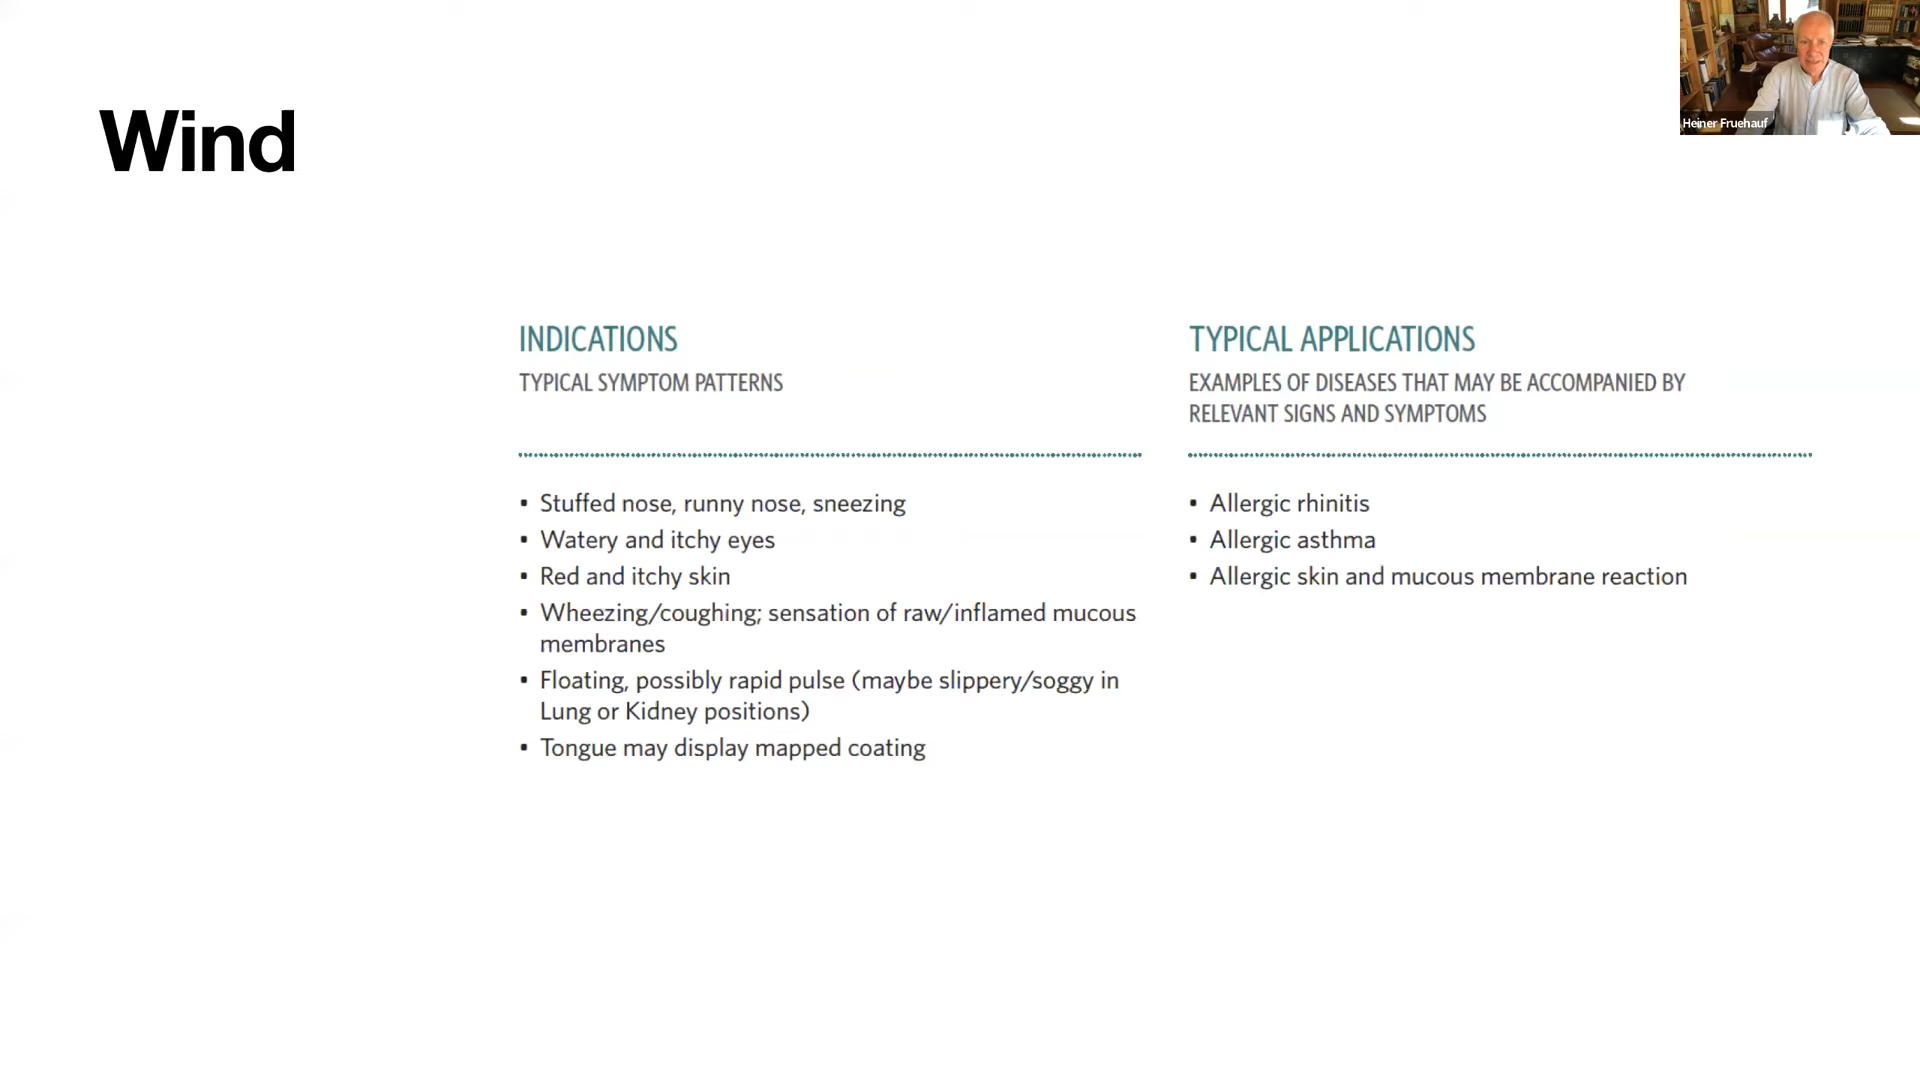 Wind
Heiner Fruehauf
INDICATIONS
TYPICAL SYMPTOM PATTERNS
• Stuffed nose, runny nose, sneezing
• Watery and itchy eyes
• Red and itchy skin
• Wheezing/coughing; sensation of raw/inflamed mucous
membranes
• Floating, possibly rapid pulse (maybe slippery/soggy in
Lung or Kidney positions)
• Tongue may display mapped coating
TYPICAL APPLICATIONS
EXAMPLES OF DISEASES THAT MAY BE ACCOMPANIED BY
RELEVANT SIGNS AND SYMPTOMS
• Allergic rhinitis
• Allergic asthma
• Allergic skin and mucous membrane reaction